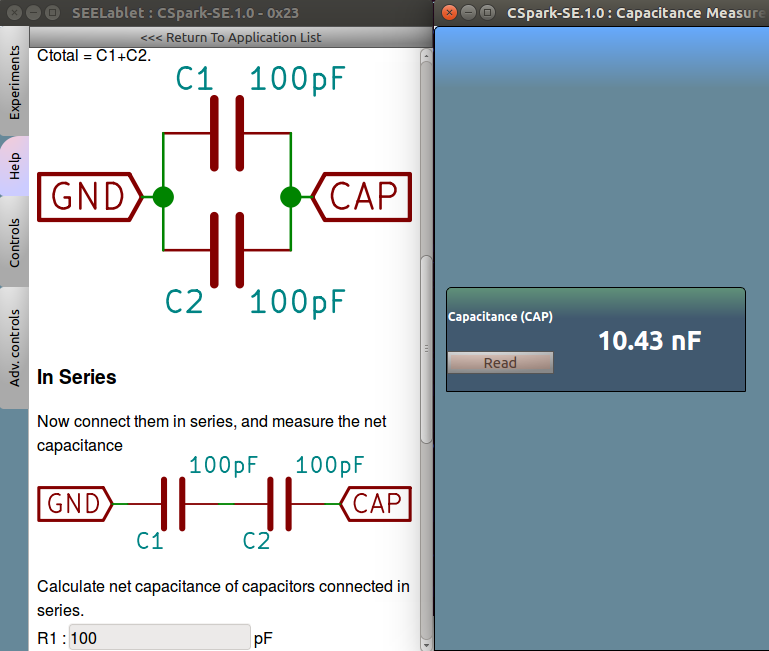 SEELablet : CSpark-SE.1.0 - 0x23
<<< Return To Application List
Experiments
Help
Controls
Adv. controls
Ctotal = C1+C2.
C1 100pF
GND CAP
C2 100pF
In Series
Now connect them in series, and measure the net
capacitance
100pF 100pF
GND CAP
C1 C2
Calculate net capacitance of capacitors connected in
series.
R1 : 100 pF
CSpark-SE.1.0 : Capacitance Measure
Capacitance (CAP)
10.43 nF
Read